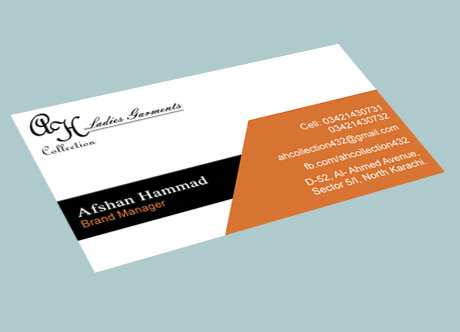 AH Ladies Garments
Collection
Afshan Hammad
Brand Manager
Cell: 03421430731
03421430732
ahcollection432@gmail.com
fb.com/ahcollection432
D-52, Al- Ahmed Avenue,
Sector 5/I, North Karachi.